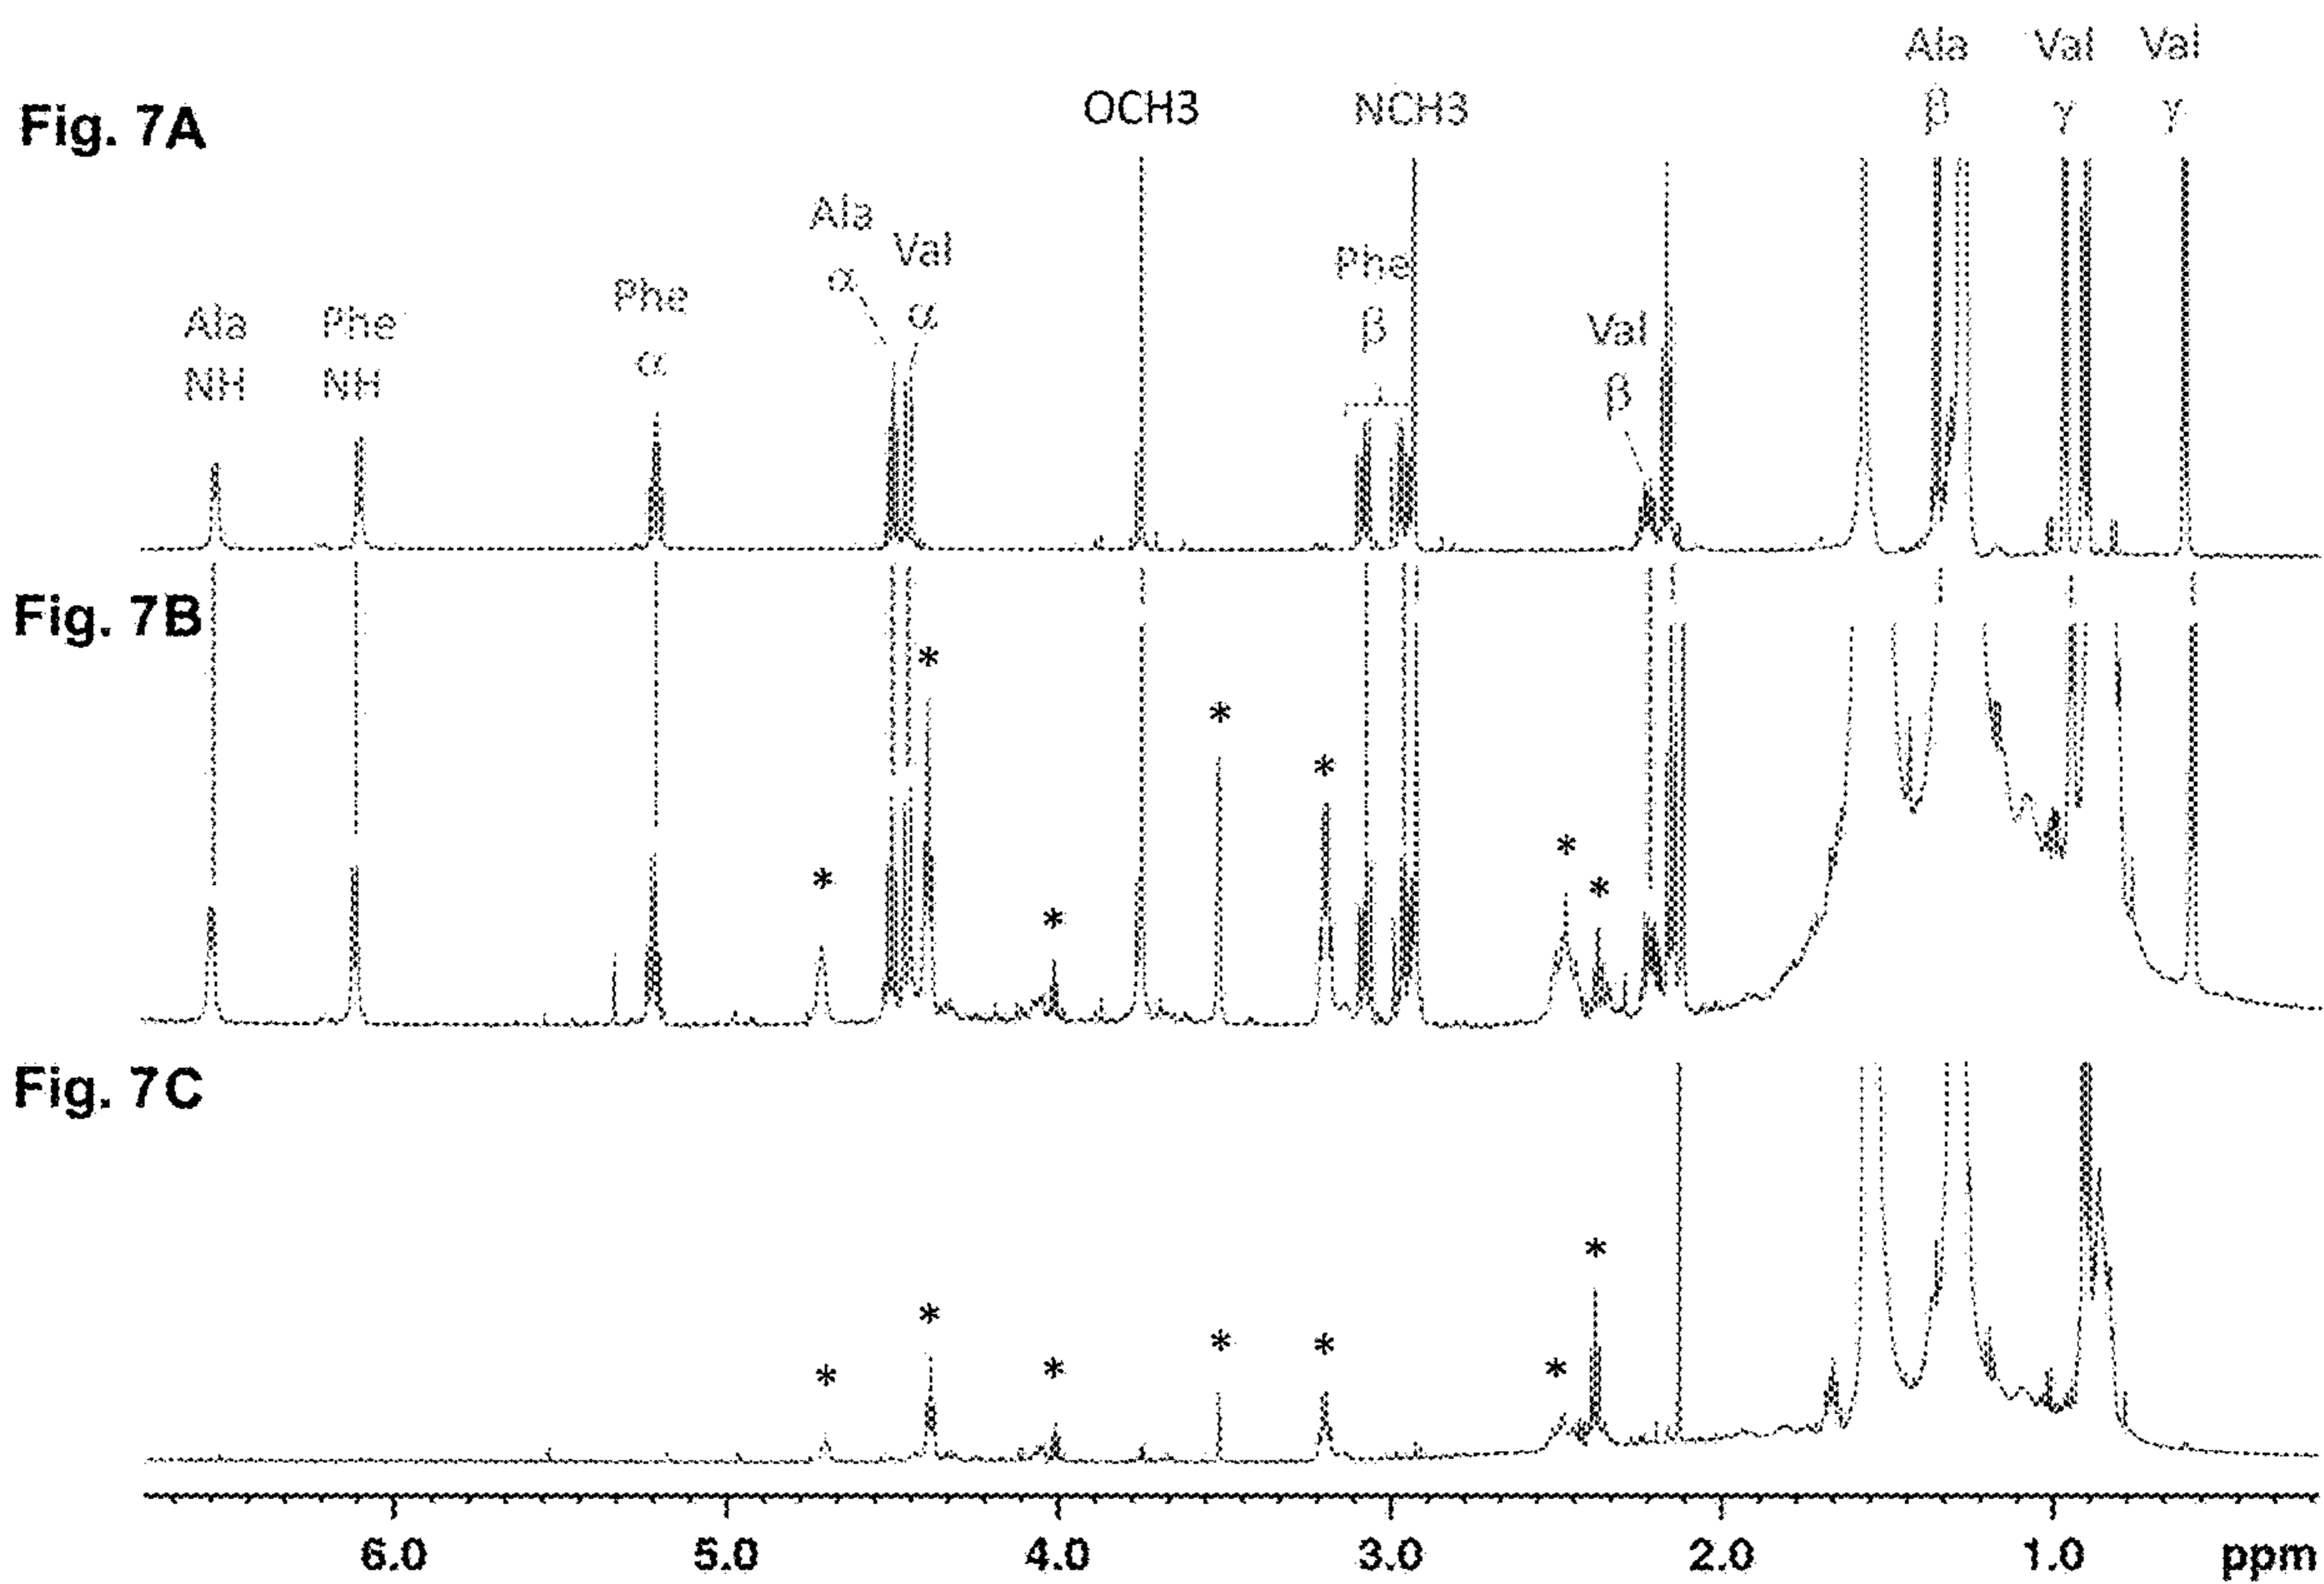 Ala Val Val
Fig. 7A OCH3 NCH3 β γ γ
Ala
Val
α Phe
Phe α β Val
Ala Phe α β
NH NH
Fig. 7B
*
*
*
*
* *
*
Fig. 7C
*
*
* *
* * *
6.0 5.0 4.0 3.0 2.0 1.0 ppm